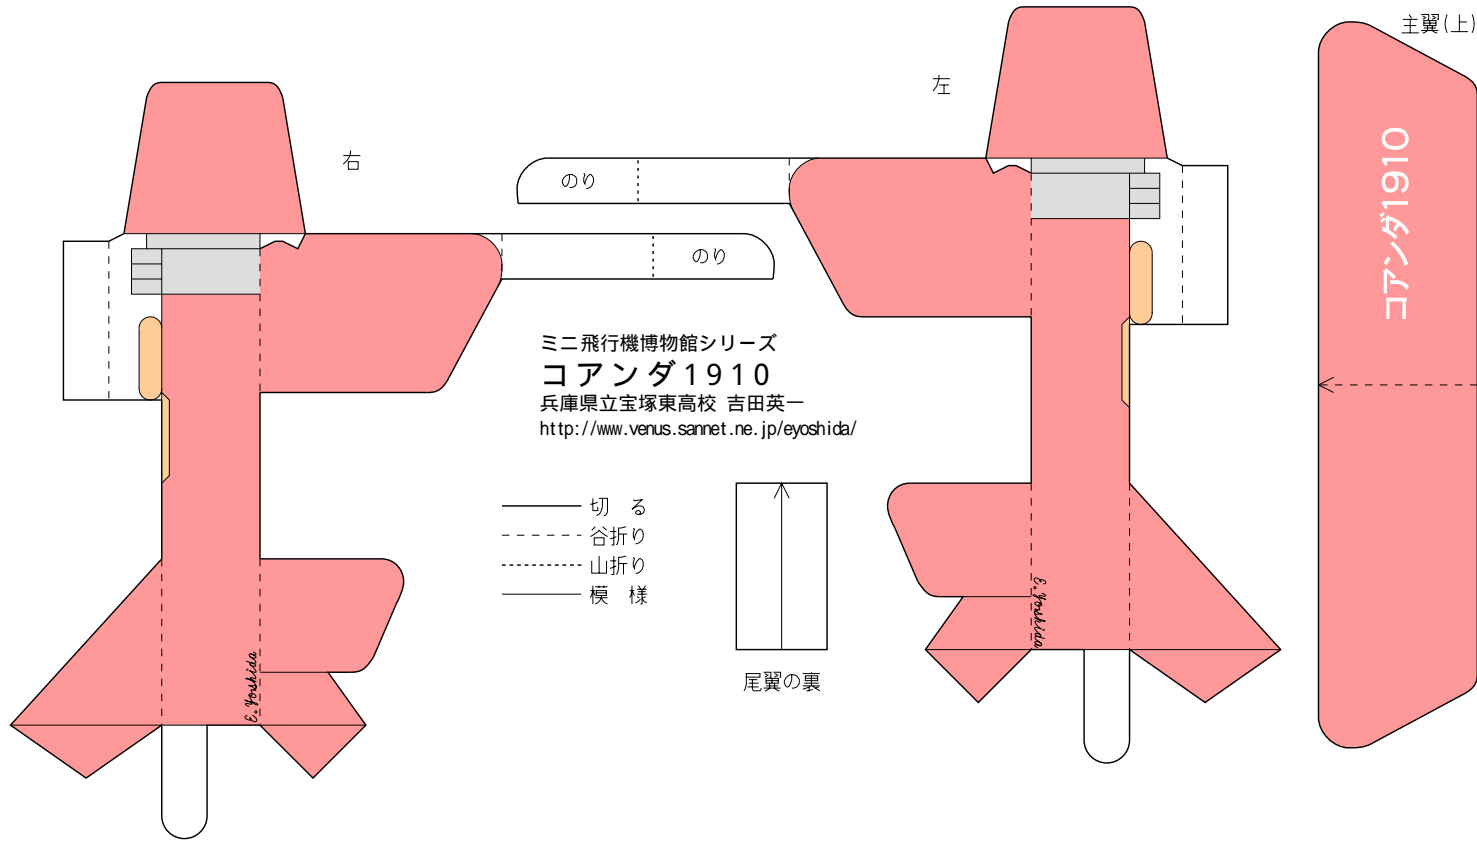 主翼(上)
左
右
のり
のり
コアンダ1910
ミニ飛行機博物館シリーズ
コアンダ1910
兵庫県立宝塚東高校 吉田英一
http://www.venus.sannet.ne.jp/eyoshida/
切 る
谷折り
山折り
模 様
尾翼の裏
E.Yoshida
E.Yoshida